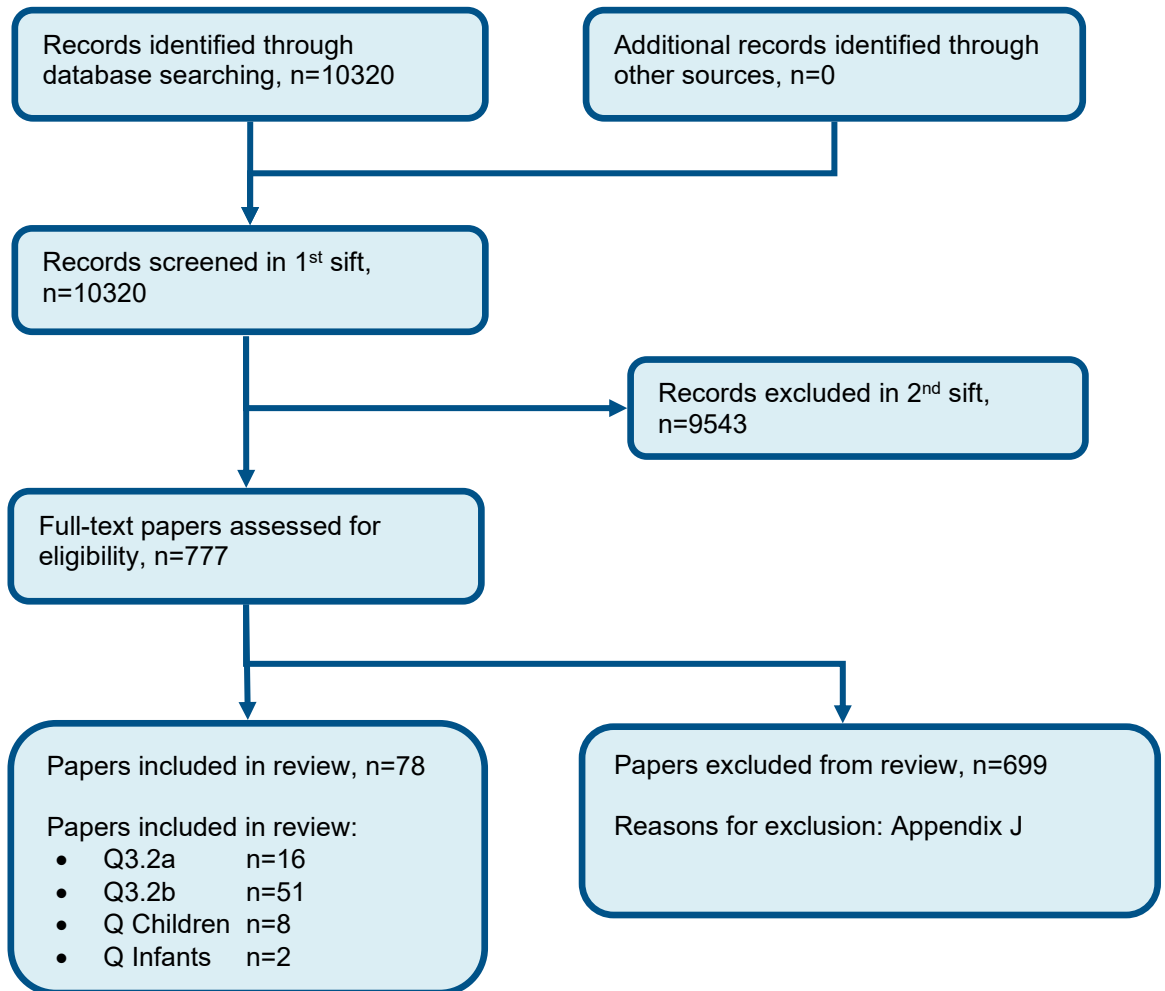 Records identified through
database searching, n=10320
Additional records identified through
other sources, n=0
Records screened in 1st sift,
n=10320
Records excluded in 2nd sift,
n=9543
Full-text papers assessed for
eligibility, n=777
Papers included in review, n=78
Papers included in review:
• Q3.2a n=16
• Q3.2b n=51
• Q Children n=8
• Q Infants n=2
Papers excluded from review, n=699
Reasons for exclusion: Appendix J